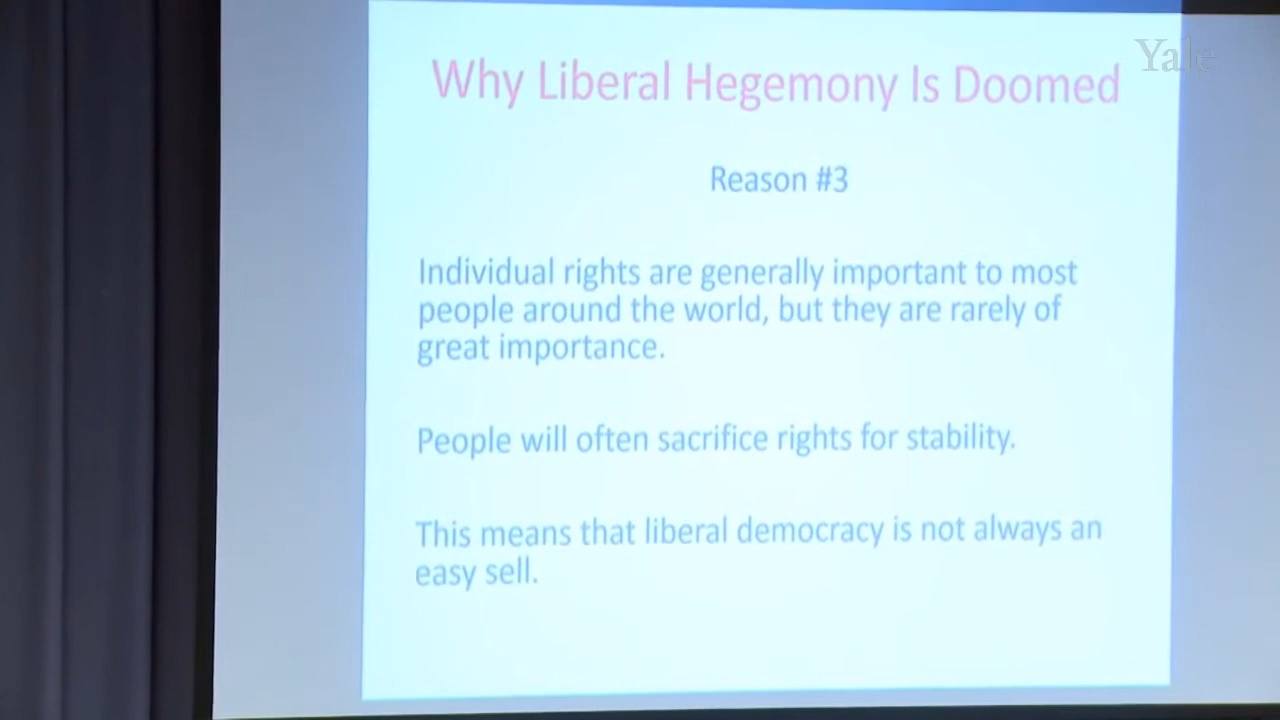 Yale
Why Liberal Hegemony Is Doomed
Reason #3
Individual rights are generally important to most
people around the world, but they are rarely of
great importance.
People will often sacrifice rights for stability.
This means that liberal democracy is not always an
easy sell.